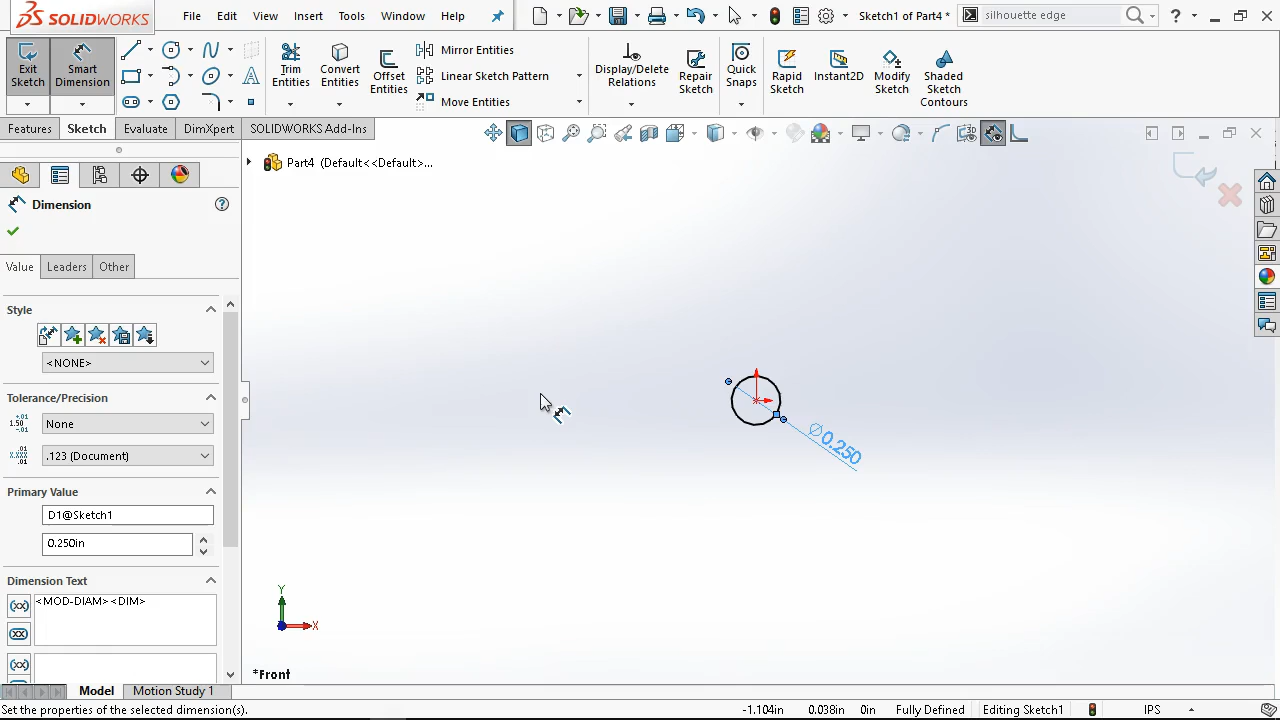 SOLIDWORKS File Edit View Insert Tools Window Help Sketch1 of Part4 * silhouette edge ?
Exit Sketch Smart Dimension Trim Entities Convert Entities Offset Entities Mirror Entities Linear Sketch Pattern Move Entities Display/Delete Relations Repair Sketch Quick Snaps Rapid Sketch Instant2D Modify Sketch Shaded Sketch Contours
Features Sketch Evaluate DimXpert SOLIDWORKS Add-Ins
Part4 (Default<<Default>...
Dimension
Value Leaders Other
Style
<NONE>
Tolerance/Precision
None
.123 (Document)
Primary Value
D1@Sketch1
0.250in
Dimension Text
<MOD-DIAM><DIM>
∅0.250
Y
X
*Front
Model Motion Study 1
Set the properties of the selected dimension(s). -1.104in 0.038in 0in Fully Defined Editing Sketch1 IPS